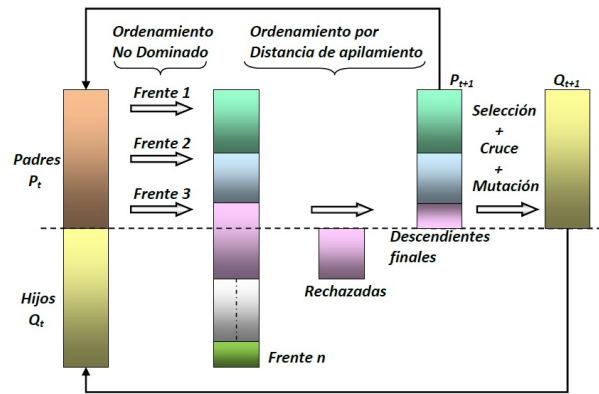 Ordenamiento
No Dominado
Ordenamiento por
Distancia de apilamiento
Frente 1
Frente 2
Frente 3
Padres
Pt
Hijos
Qt
Frente n
Rechazadas
Pt+1
Descendientes
finales
Selección
+
Cruce
+
Mutación
Qt+1